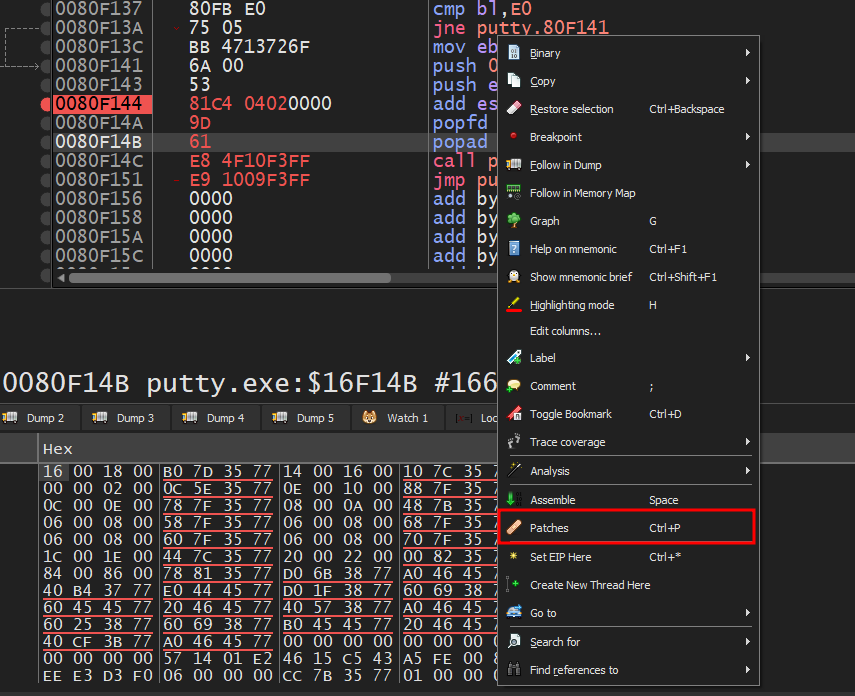 0080F137 80FB E0 cmp bl,E0
0080F13A 75 05 jne putty.80F141
0080F13C BB 4713726F mov eb
0080F141 6A 00 push 0
0080F143 53 push e
0080F144 81C4 04020000 add es
0080F14A 9D popfd
0080F14B 61 popad
0080F14C E8 4F10F3FF call p
0080F151 E9 1009F3FF jmp pu
0080F156 0000 add by
0080F158 0000 add by
0080F15A 0000 add by
0080F15C 0000 add by
Binary
Copy
Restore selection Ctrl+Backspace
Breakpoint
Follow in Dump
Follow in Memory Map
Graph G
Help on mnemonic Ctrl+F1
Show mnemonic brief Ctrl+Shift+F1
Highlighting mode H
Edit columns...
Label
Comment ;
Toggle Bookmark Ctrl+D
Trace coverage
Analysis
Assemble Space
Patches Ctrl+P
Set EIP Here Ctrl+*
Create New Thread Here
Go to
Search for
Find references to
0080F14B putty.exe:$16F14B #166
Dump 2 Dump 3 Dump 4 Dump 5 Watch 1 Loc
Hex
16 00 18 00 B0 7D 35 77 14 00 16 00 10 7C 35
00 00 02 00 0C 5E 35 77 0E 00 10 00 88 7F 35
0C 00 0E 00 78 7F 35 77 08 00 0A 00 48 7B 35
06 00 08 00 58 7F 35 77 06 00 08 00 68 7F 35
06 00 08 00 60 7F 35 77 06 00 08 00 70 7F 35
1C 00 1E 00 44 7C 35 77 20 00 22 00 00 82 35
84 00 86 00 78 81 35 77 D0 6B 38 77 A0 46 45
40 B4 37 77 E0 44 45 77 D0 1F 38 77 60 69 38
60 45 45 77 20 46 45 77 40 57 38 77 A0 46 45
60 25 38 77 60 69 38 77 B0 45 45 77 20 46 45
40 CF 3B 77 A0 46 45 77 00 00 00 00 00 00 00
00 00 00 00 57 14 01 E2 46 15 C5 43 A5 FE 00
EE E3 D3 F0 06 00 00 00 CC 7B 35 77 01 00 00